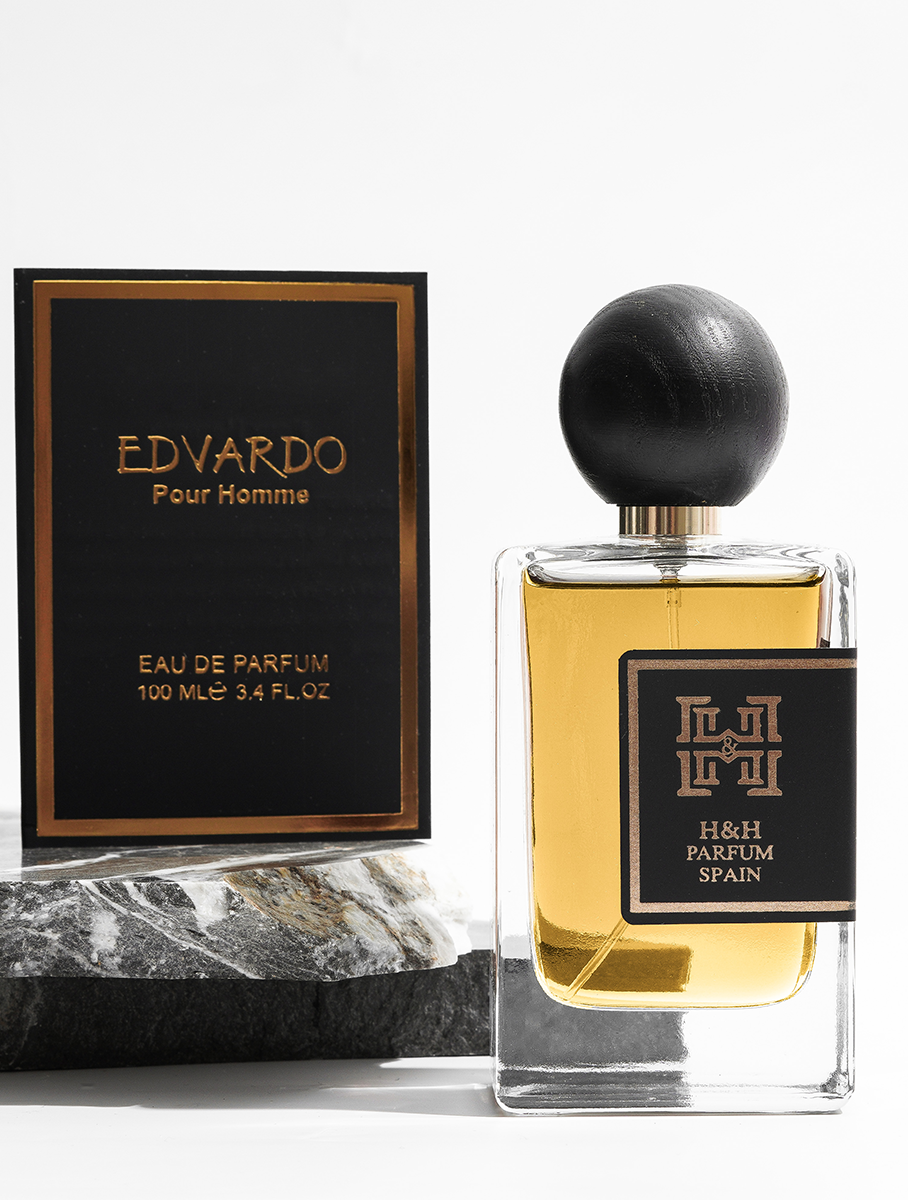 EDVARDO
Pour Homme
EAU DE PARFUM
100 ML℮ 3.4 FL.OZ
H&H
H&H
PARFUM
SPAIN